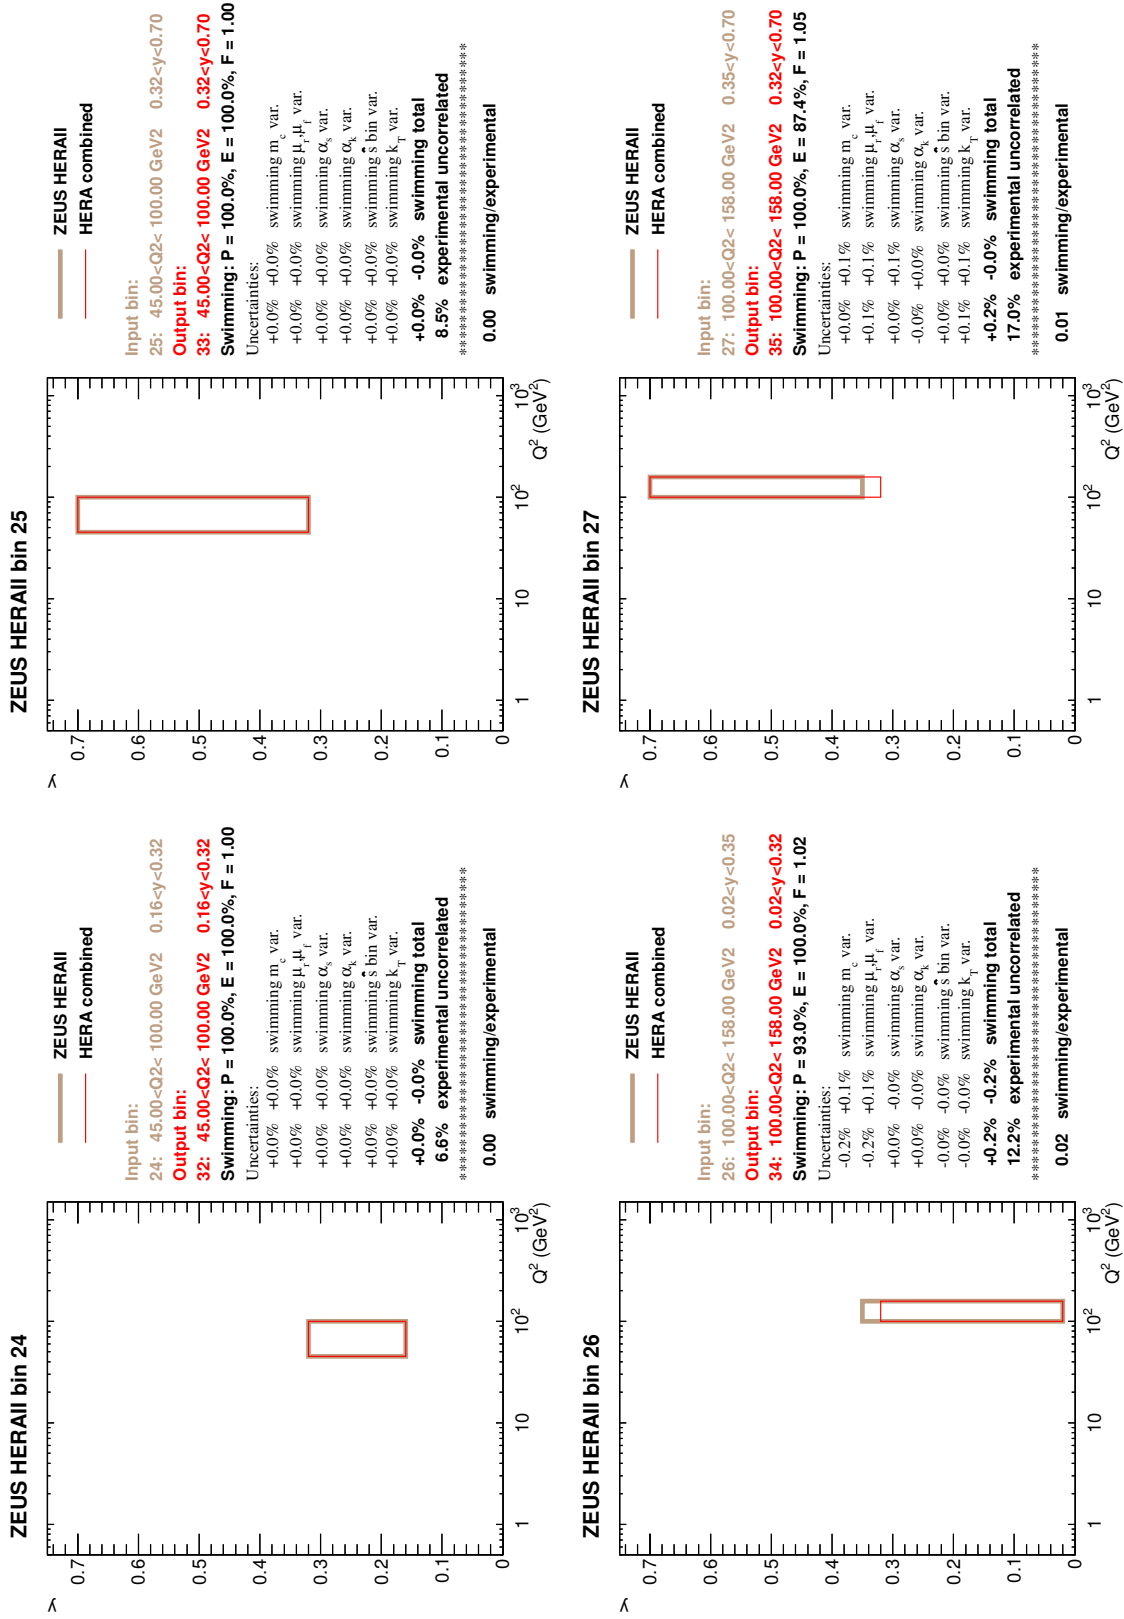 ZEUS HERAII bin 24
y
0.7
0.6
0.5
0.4
0.3
0.2
0.1
0
1
10
10²
10³
Q² (GeV²)
ZEUS HERAII
HERA combined
Input bin:
24: 45.00<Q2< 100.00 GeV2 0.16<y<0.32
Output bin:
32: 45.00<Q2< 100.00 GeV2 0.16<y<0.32
Swimming: P = 100.0%, E = 100.0%, F = 1.00
Uncertainties:
+0.0% +0.0% swimming m_c var.
+0.0% +0.0% swimming μ_r,μ_f var.
+0.0% +0.0% swimming α_s var.
+0.0% +0.0% swimming α_k var.
+0.0% +0.0% swimming ŝ bin var.
+0.0% +0.0% swimming k_T var.
+0.0% -0.0% swimming total
6.6% experimental uncorrelated
**********************************
0.00 swimming/experimental
ZEUS HERAII bin 25
y
0.7
0.6
0.5
0.4
0.3
0.2
0.1
0
1
10
10²
10³
Q² (GeV²)
ZEUS HERAII
HERA combined
Input bin:
25: 45.00<Q2< 100.00 GeV2 0.32<y<0.70
Output bin:
33: 45.00<Q2< 100.00 GeV2 0.32<y<0.70
Swimming: P = 100.0%, E = 100.0%, F = 1.00
Uncertainties:
+0.0% +0.0% swimming m_c var.
+0.0% +0.0% swimming μ_r,μ_f var.
+0.0% +0.0% swimming α_s var.
+0.0% +0.0% swimming α_k var.
+0.0% +0.0% swimming ŝ bin var.
+0.0% +0.0% swimming k_T var.
+0.0% -0.0% swimming total
8.5% experimental uncorrelated
**********************************
0.00 swimming/experimental
ZEUS HERAII bin 26
y
0.7
0.6
0.5
0.4
0.3
0.2
0.1
0
1
10
10²
10³
Q² (GeV²)
ZEUS HERAII
HERA combined
Input bin:
26: 100.00<Q2< 158.00 GeV2 0.02<y<0.35
Output bin:
34: 100.00<Q2< 158.00 GeV2 0.02<y<0.32
Swimming: P = 93.0%, E = 100.0%, F = 1.02
Uncertainties:
-0.2% +0.1% swimming m_c var.
-0.2% +0.1% swimming μ_r,μ_f var.
+0.0% -0.0% swimming α_s var.
+0.0% -0.0% swimming α_k var.
-0.0% -0.0% swimming ŝ bin var.
-0.0% -0.0% swimming k_T var.
+0.2% -0.2% swimming total
12.2% experimental uncorrelated
**********************************
0.02 swimming/experimental
ZEUS HERAII bin 27
y
0.7
0.6
0.5
0.4
0.3
0.2
0.1
0
1
10
10²
10³
Q² (GeV²)
ZEUS HERAII
HERA combined
Input bin:
27: 100.00<Q2< 158.00 GeV2 0.35<y<0.70
Output bin:
35: 100.00<Q2< 158.00 GeV2 0.32<y<0.70
Swimming: P = 100.0%, E = 87.4%, F = 1.05
Uncertainties:
+0.0% +0.1% swimming m_c var.
+0.1% +0.1% swimming μ_r,μ_f var.
+0.0% +0.1% swimming α_s var.
-0.0% +0.0% swimming α_k var.
+0.0% +0.0% swimming ŝ bin var.
+0.1% +0.1% swimming k_T var.
+0.2% -0.0% swimming total
17.0% experimental uncorrelated
**********************************
0.01 swimming/experimental